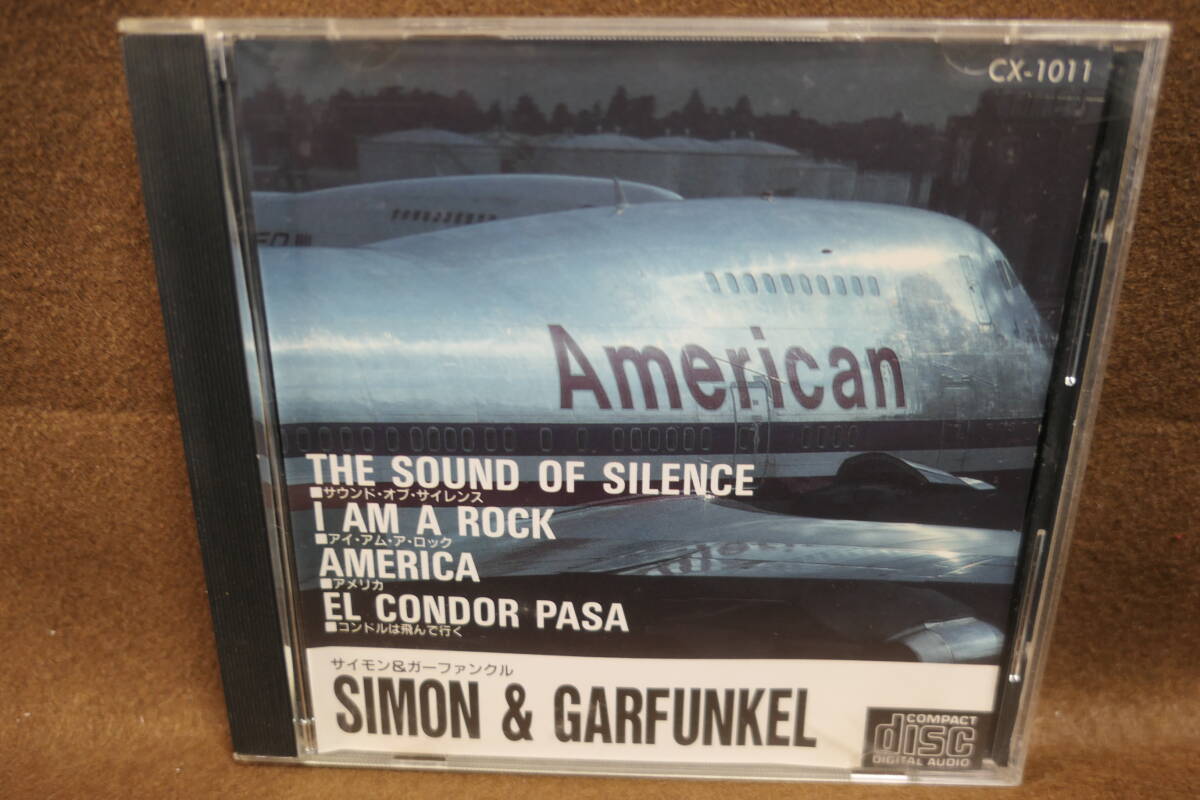 CX-1011
American
THE SOUND OF SILENCE
■サウンド・オブ・サイレンス
I AM A ROCK
■アイ・アム・ア・ロック
AMERICA
■アメリカ
EL CONDOR PASA
■コンドルは飛んで行く
サイモン&ガーファンクル
SIMON & GARFUNKEL
COMPACT
disc
DIGITAL AUDIO